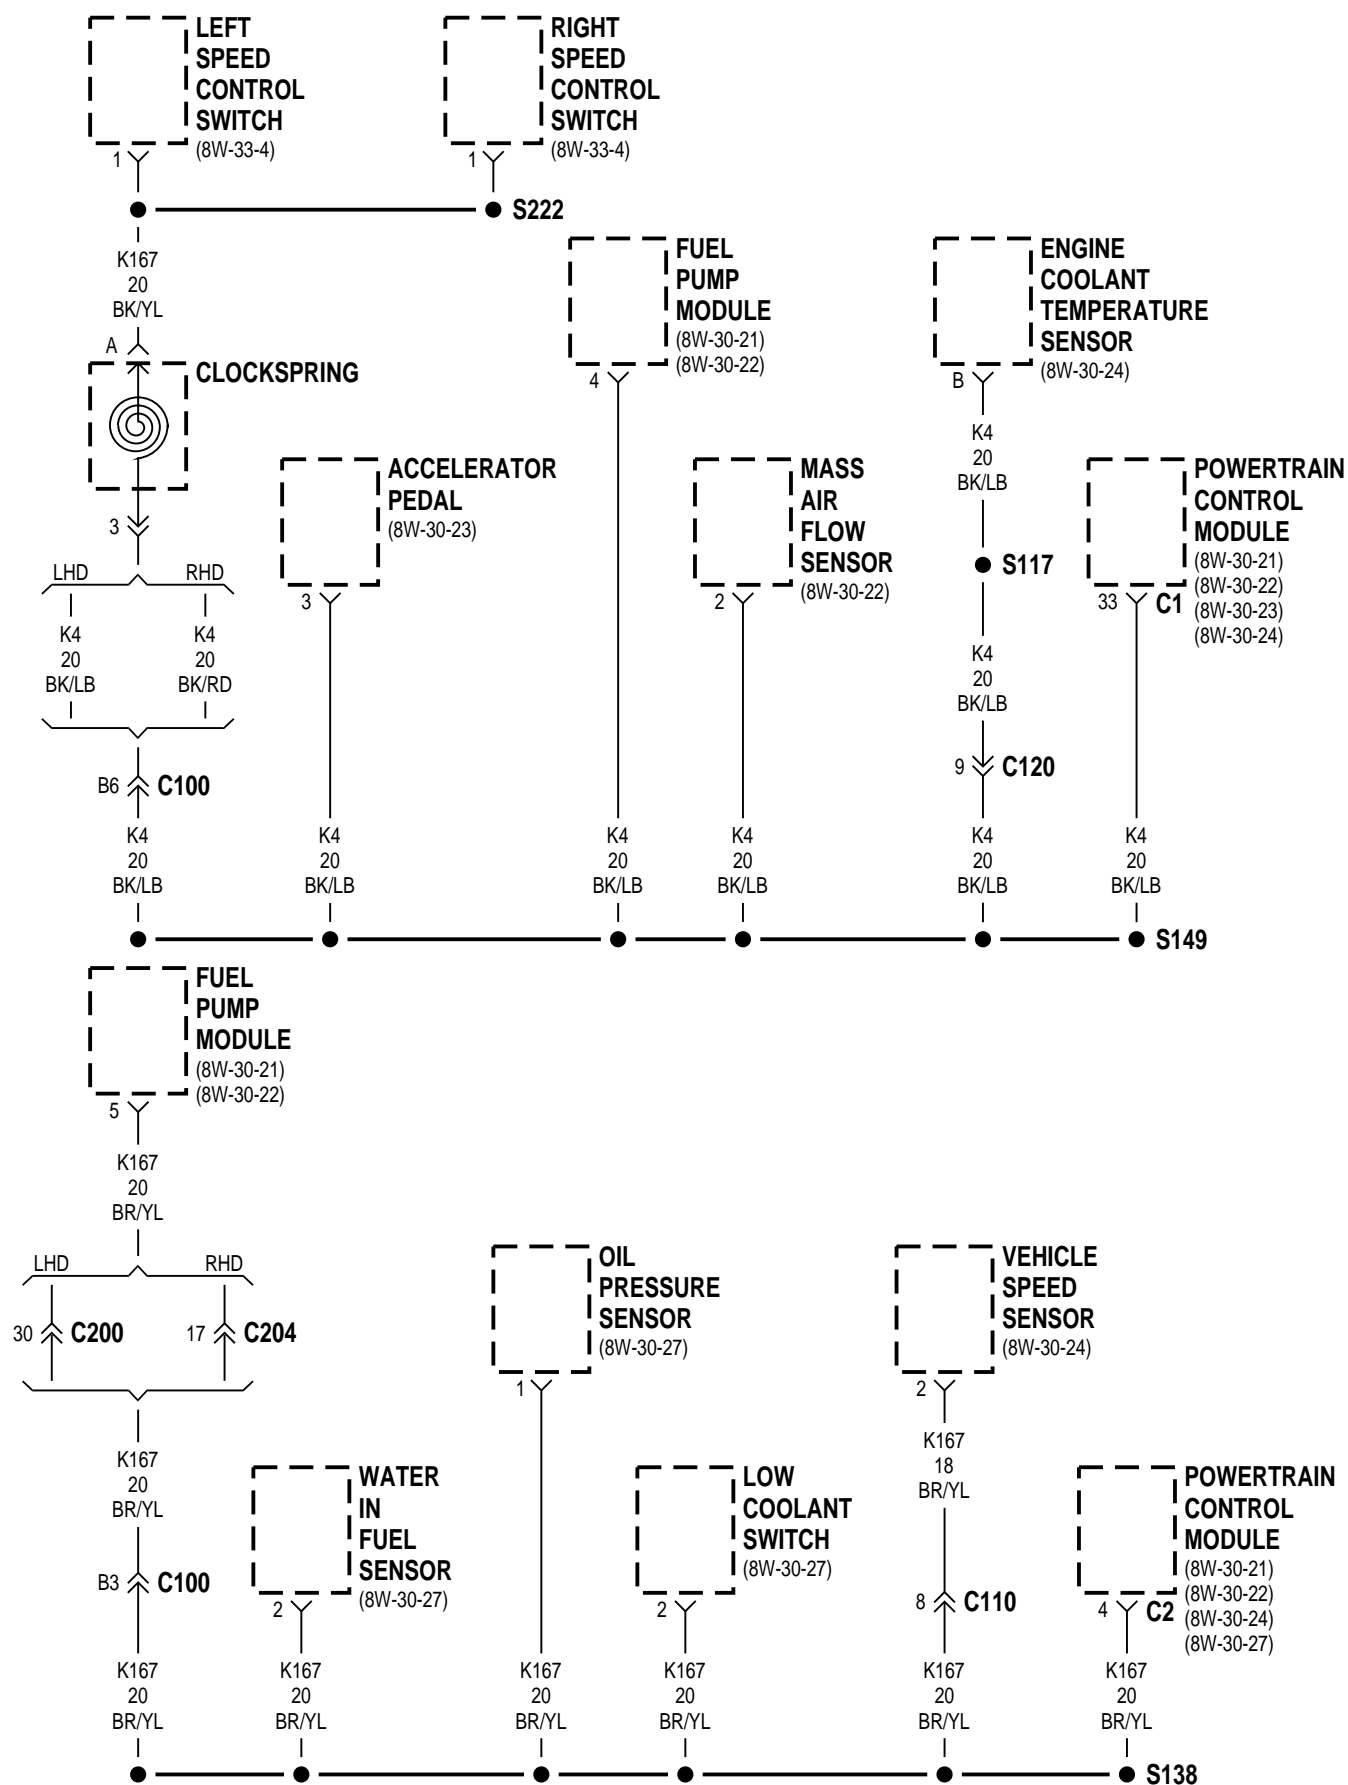 LEFT
SPEED
CONTROL
SWITCH
(8W-33-4)
1
RIGHT
SPEED
CONTROL
SWITCH
(8W-33-4)
1
S222
K167
20
BK/YL
A
CLOCKSPRING
3
LHD
RHD
K4
20
BK/LB
K4
20
BK/RD
B6
C100
K4
20
BK/LB
ACCELERATOR
PEDAL
(8W-30-23)
3
K4
20
BK/LB
FUEL
PUMP
MODULE
(8W-30-21)
(8W-30-22)
4
K4
20
BK/LB
MASS
AIR
FLOW
SENSOR
(8W-30-22)
2
K4
20
BK/LB
ENGINE
COOLANT
TEMPERATURE
SENSOR
(8W-30-24)
B
K4
20
BK/LB
S117
K4
20
BK/LB
9
C120
K4
20
BK/LB
POWERTRAIN
CONTROL
MODULE
(8W-30-21)
(8W-30-22)
(8W-30-23)
(8W-30-24)
33
C1
K4
20
BK/LB
S149
FUEL
PUMP
MODULE
(8W-30-21)
(8W-30-22)
5
K167
20
BR/YL
LHD
RHD
30
C200
17
C204
K167
20
BR/YL
B3
C100
K167
20
BR/YL
WATER
IN
FUEL
SENSOR
(8W-30-27)
2
K167
20
BR/YL
OIL
PRESSURE
SENSOR
(8W-30-27)
1
K167
20
BR/YL
LOW
COOLANT
SWITCH
(8W-30-27)
2
K167
20
BR/YL
VEHICLE
SPEED
SENSOR
(8W-30-24)
2
K167
18
BR/YL
8
C110
K167
20
BR/YL
POWERTRAIN
CONTROL
MODULE
(8W-30-21)
(8W-30-22)
(8W-30-24)
(8W-30-27)
4
C2
K167
20
BR/YL
S138